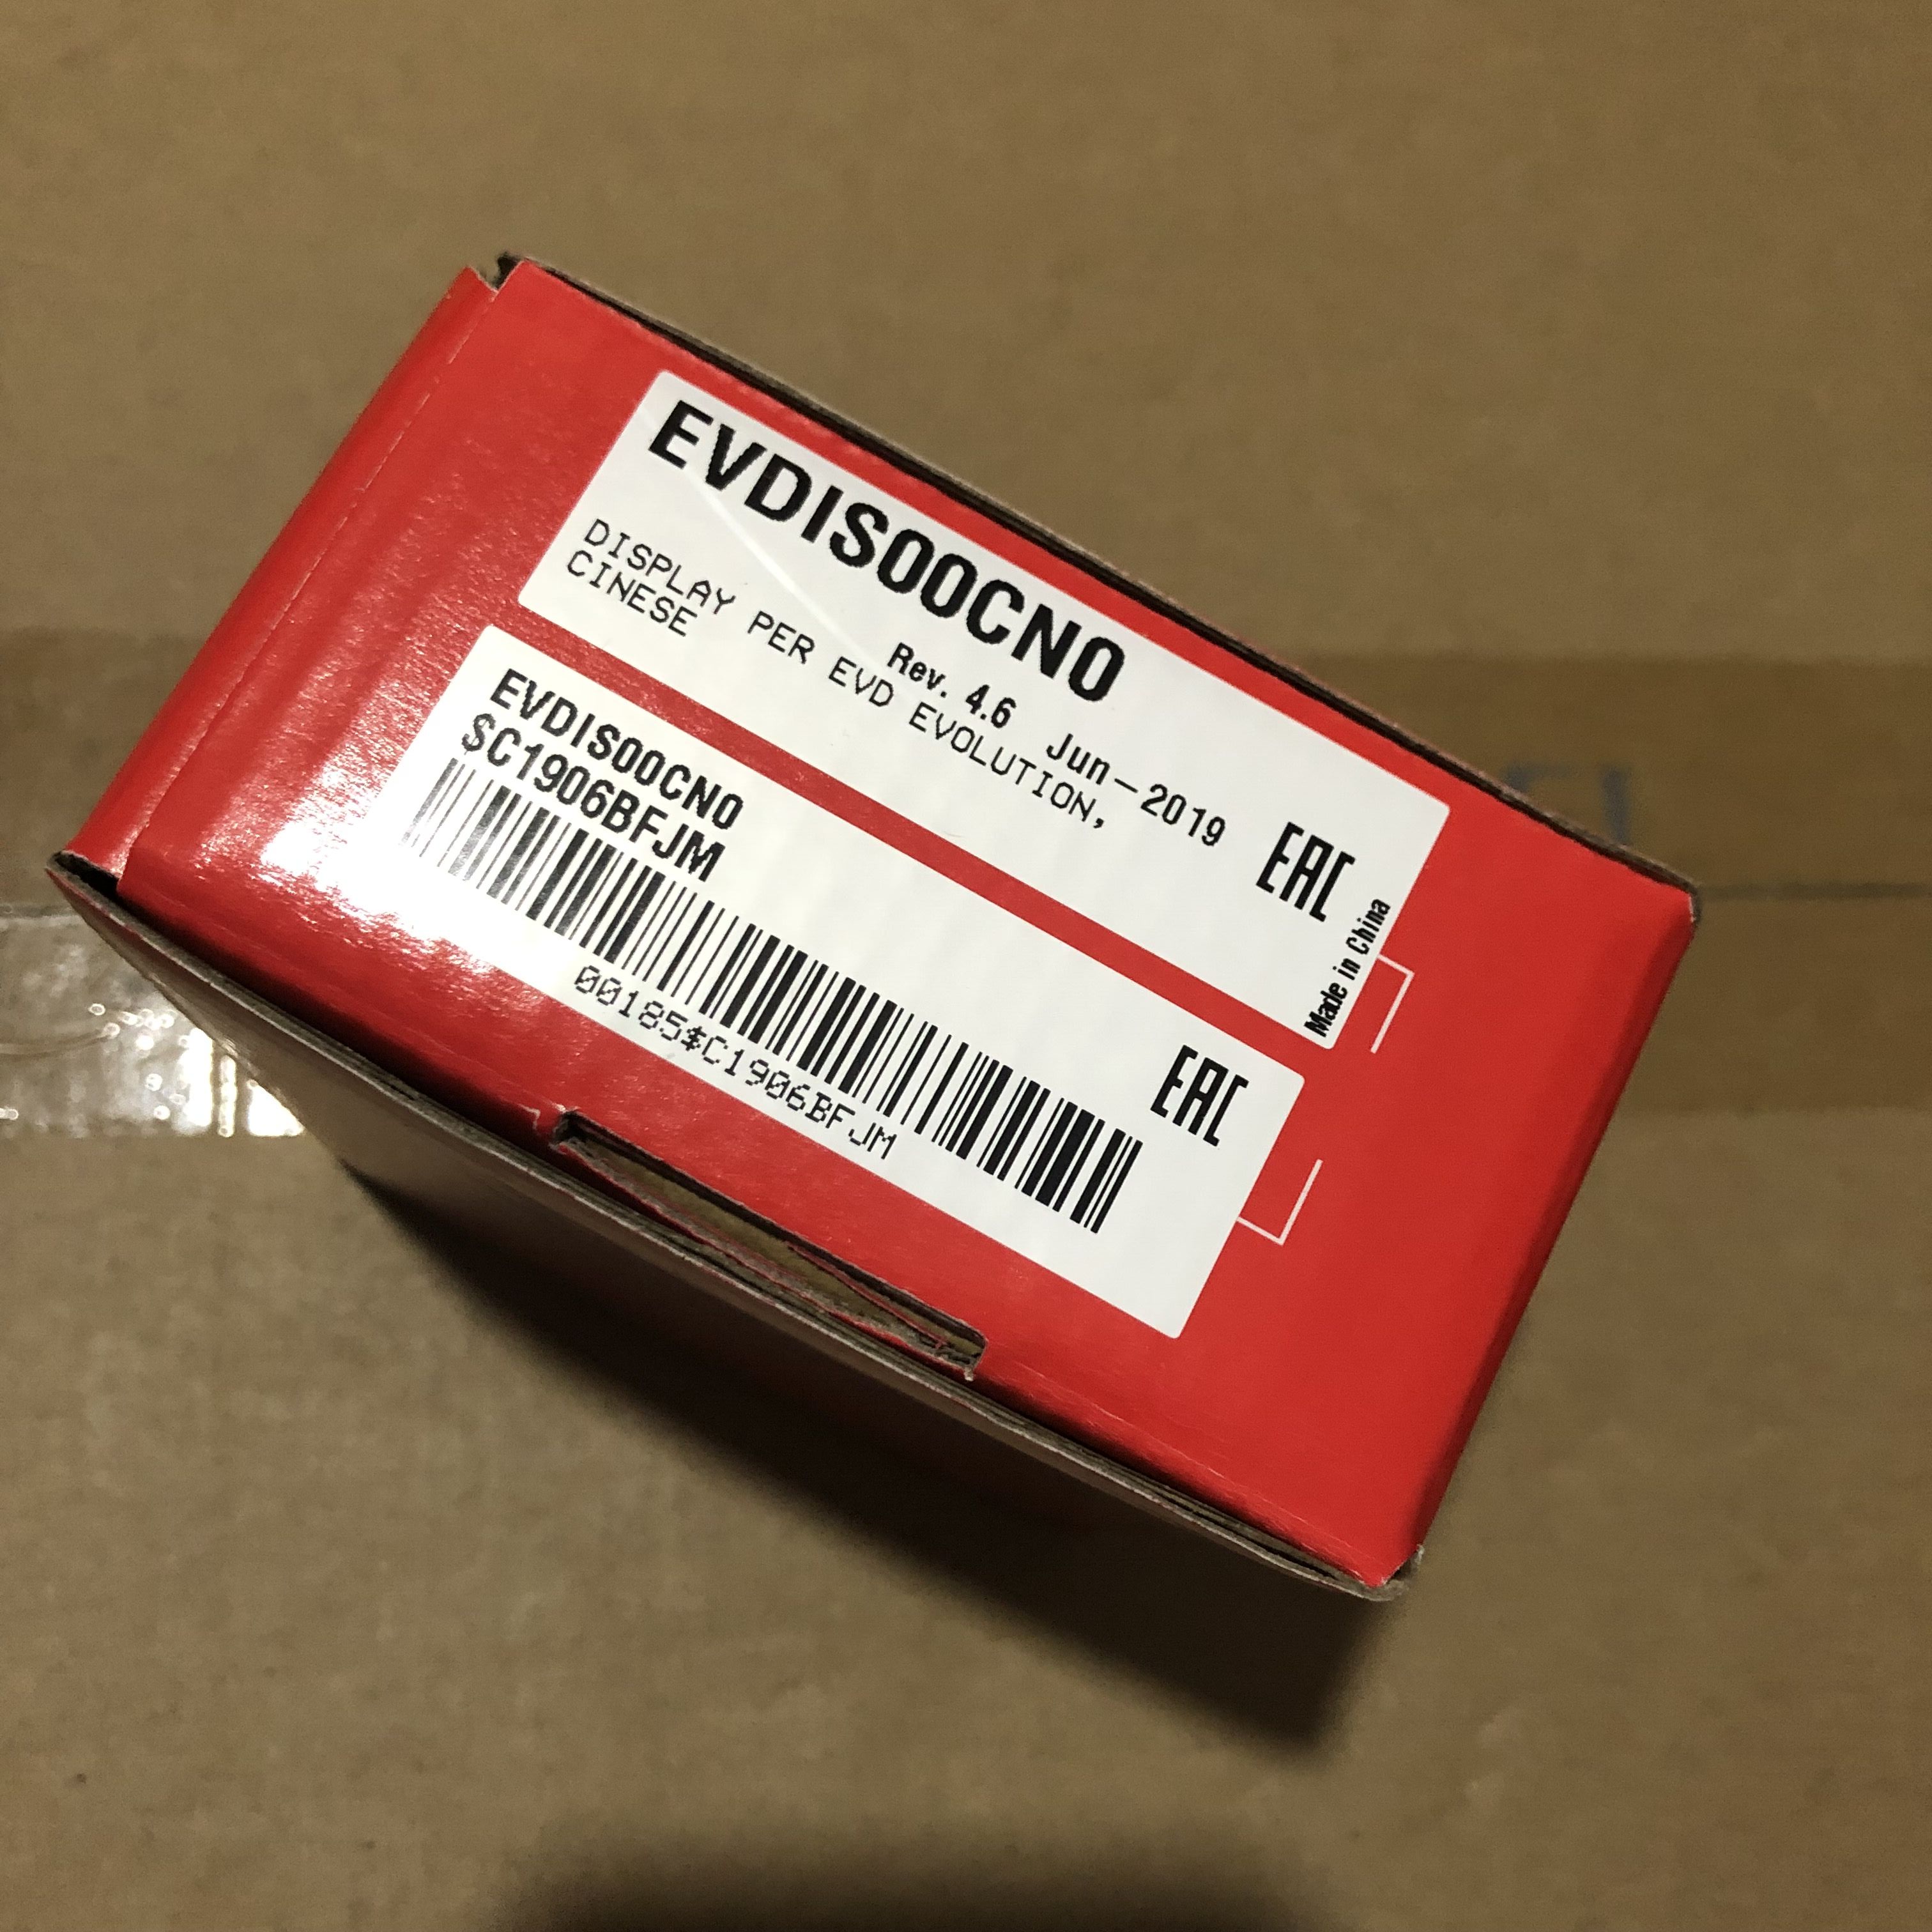 EVDIS00CN0
Rev. 4.6 Jun-2019
DISPLAY PER EVD EVOLUTION,
CINESE
EAC
Made in China
EVDIS00CN0
$C1906BFJM
00185$C1906BFJM
EAC